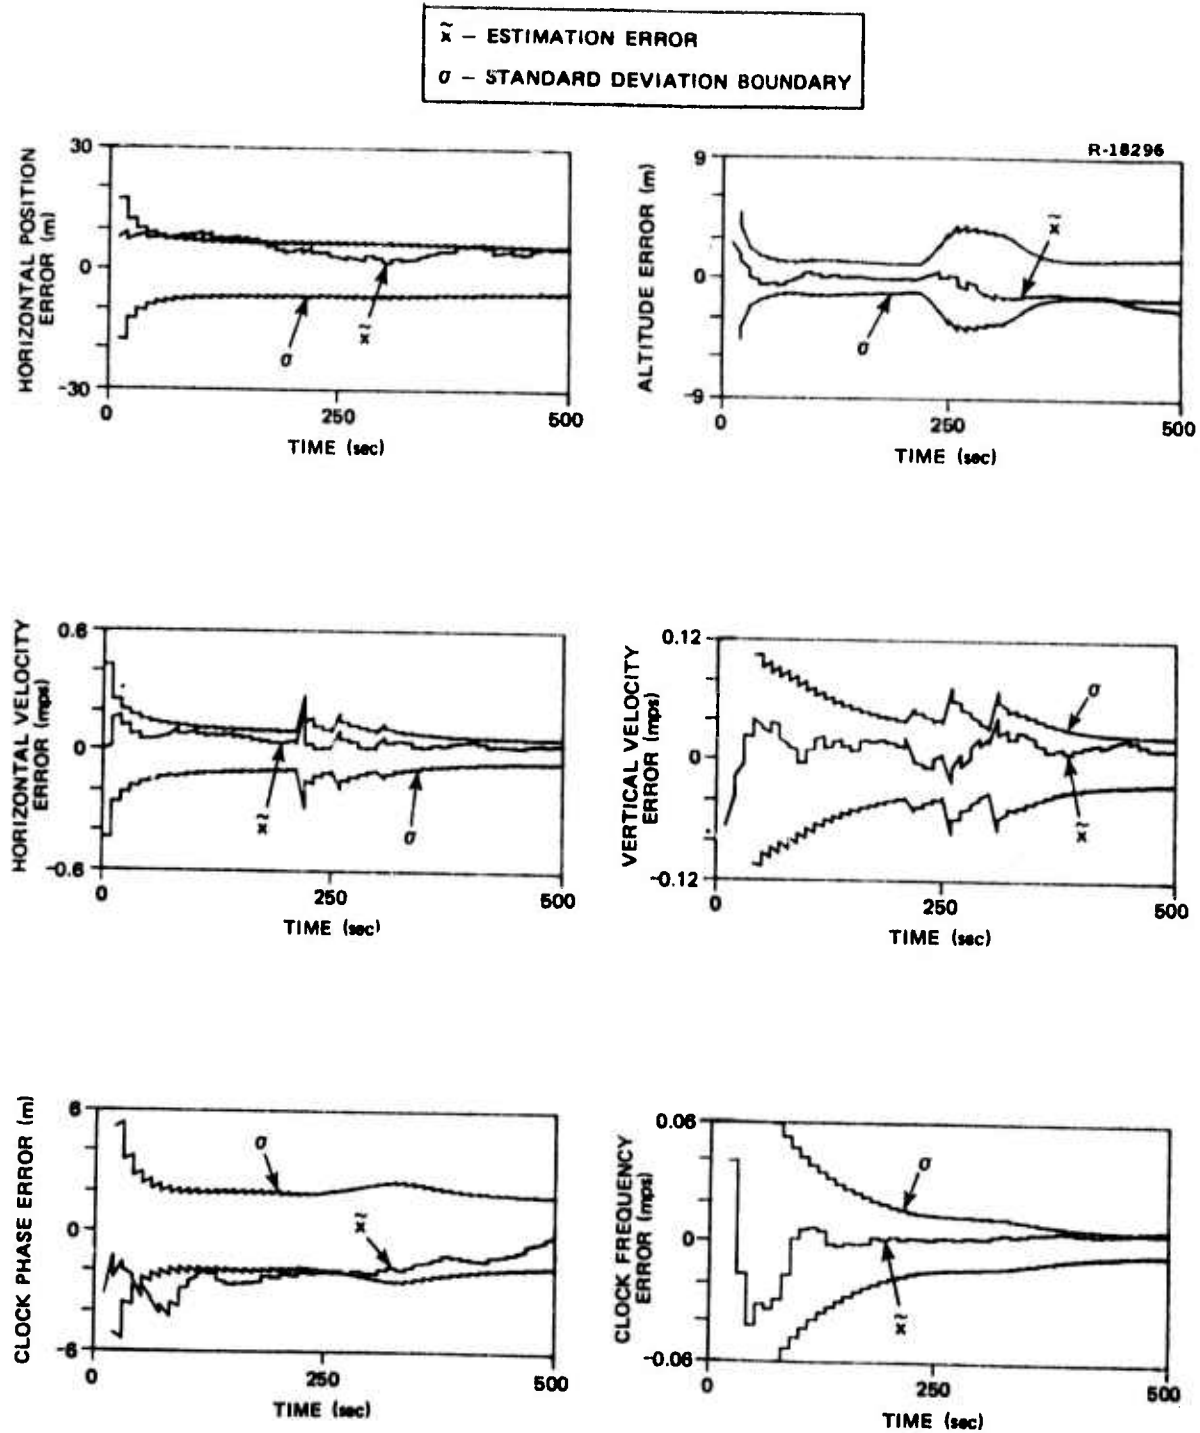 x̃ – ESTIMATION ERROR
σ – STANDARD DEVIATION BOUNDARY
R-18296
HORIZONTAL POSITION
ERROR (m)
30
0
-30
σ
x̃
0
250
500
TIME (sec)
ALTITUDE ERROR (m)
9
0
-9
x̃
σ
0
250
500
TIME (sec)
HORIZONTAL VELOCITY
ERROR (mps)
0.6
0
-0.6
x̃
σ
0
250
500
TIME (sec)
VERTICAL VELOCITY
ERROR (mps)
0.12
0
-0.12
σ
x̃
0
250
500
TIME (sec)
CLOCK PHASE ERROR (m)
6
0
-6
σ
x̃
0
250
500
TIME (sec)
CLOCK FREQUENCY
ERROR (mps)
0.06
0
-0.06
σ
x̃
0
250
500
TIME (sec)